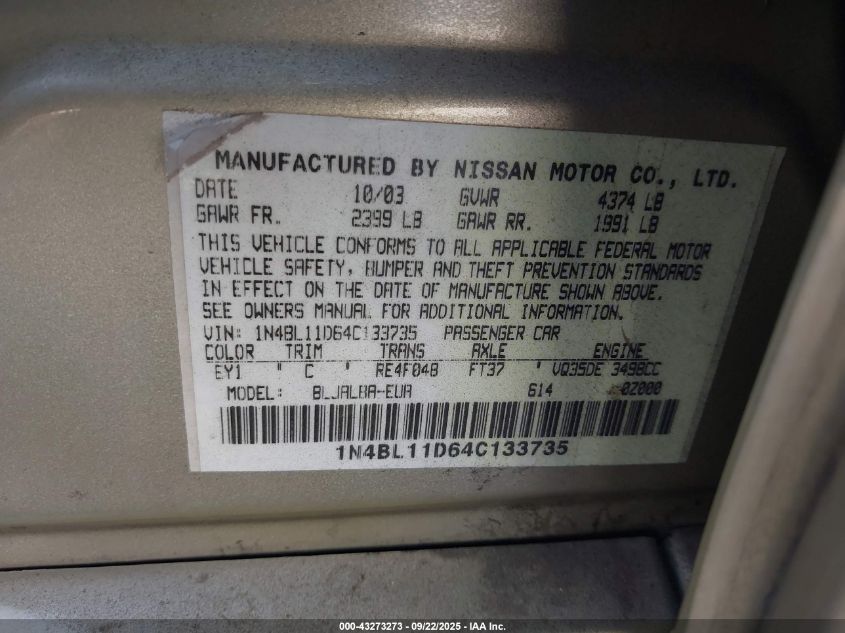 MANUFACTURED BY NISSAN MOTOR CO., LTD.
DATE 10/03 GVWR 4374 LB
GAWR FR. 2399 LB GAWR RR. 1991 LB
THIS VEHICLE CONFORMS TO ALL APPLICABLE FEDERAL MOTOR
VEHICLE SAFETY, BUMPER AND THEFT PREVENTION STANDARDS
IN EFFECT ON THE DATE OF MANUFACTURE SHOWN ABOVE.
SEE OWNERS MANUAL FOR ADDITIONAL INFORMATION.
VIN: 1N4BL11D64C133735 PASSENGER CAR
COLOR TRIM TRANS AXLE ENGINE
EY1 " C ' RE4F04B FT37 ' VQ35DE 3498CC
MODEL: BLJALBA-EUA 614 -0Z000
1N4BL11D64C133735
000-43273273 - 09/22/2025 - IAA Inc.